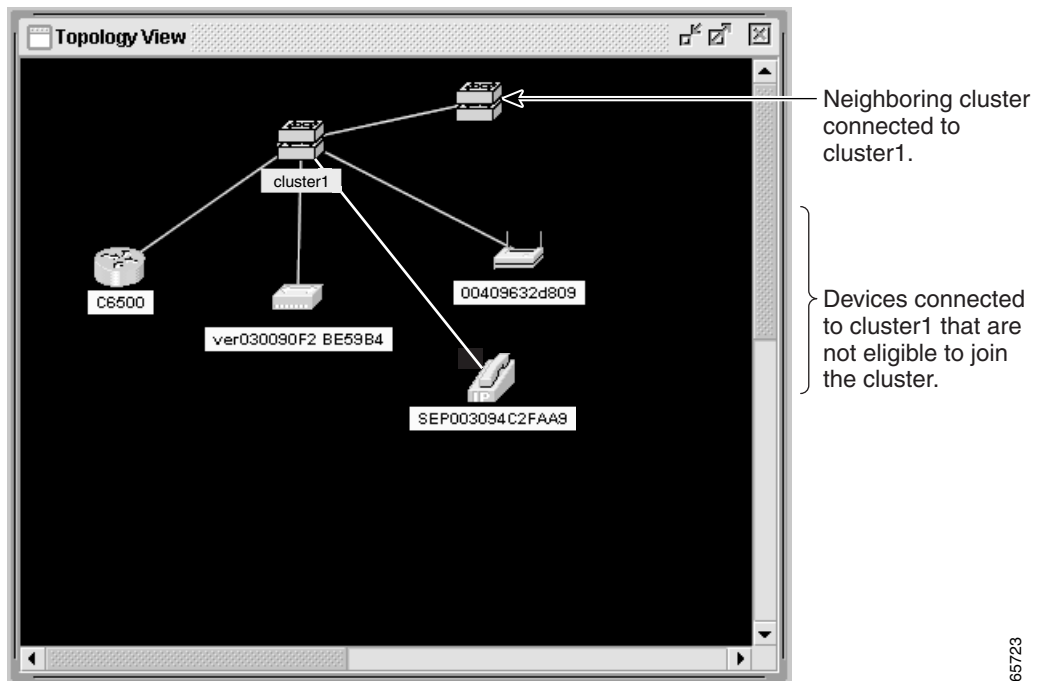 Topology View
Neighboring cluster
connected to
cluster1.
cluster1
C6500
ver030090F2 BE59B4
00409632d809
IP
SEP003094C2FAA9
Devices connected
to cluster1 that are
not eligible to join
the cluster.
65723